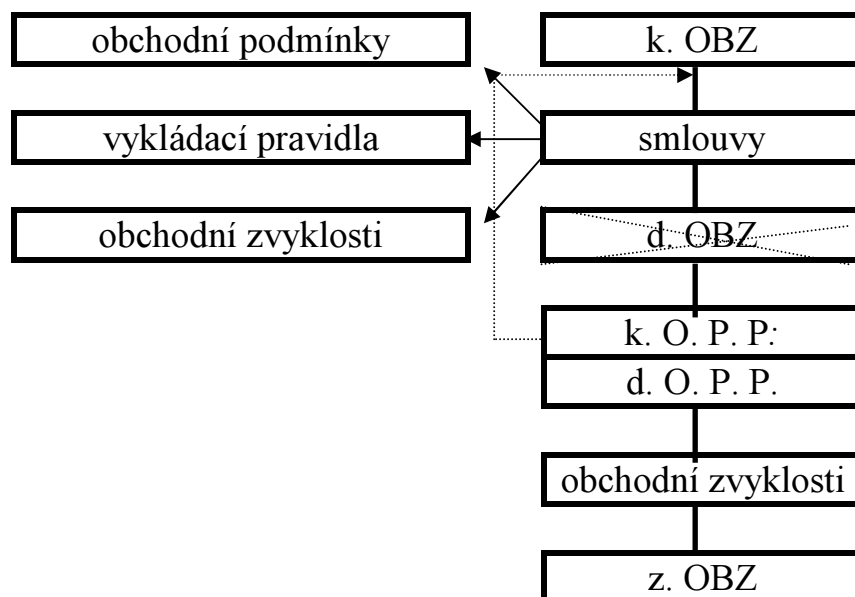 obchodní podmínky
k. OBZ
vykládací pravidla
smlouvy
obchodní zvyklosti
d. OBZ
k. O. P. P:
d. O. P. P.
obchodní zvyklosti
z. OBZ